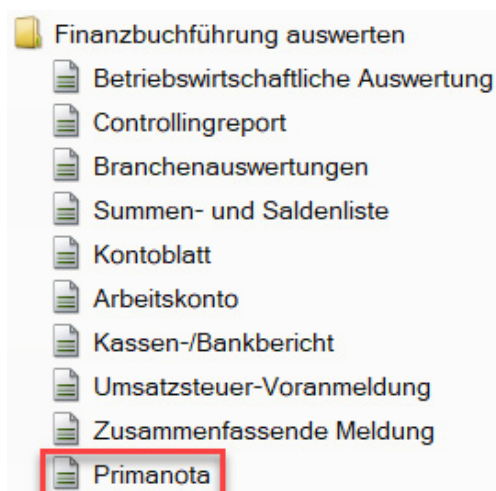 Finanzbuchführung auswerten
Betriebswirtschaftliche Auswertung
Controllingreport
Branchenauswertungen
Summen- und Saldenliste
Kontoblatt
Arbeitskonto
Kassen-/Bankbericht
Umsatzsteuer-Voranmeldung
Zusammenfassende Meldung
Primanota